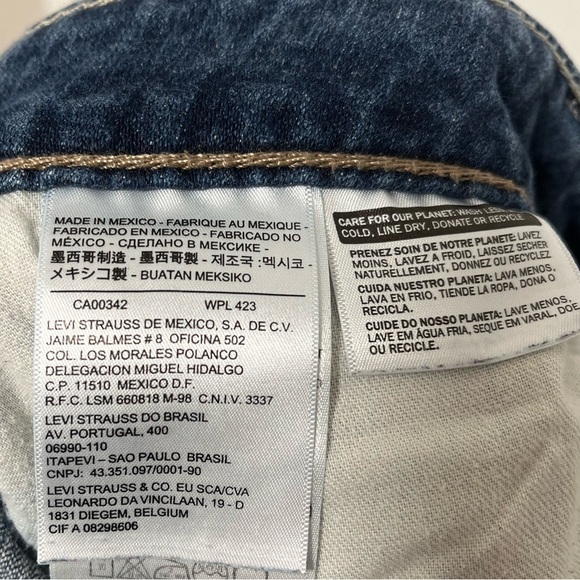 MADE IN MEXICO - FABRIQUE AU MEXIQUE -
FABRICADO EN MEXICO - FABRICADO NO
MÉXICO - СДЕЛАНО В МЕКСИКЕ -
墨西哥制造 - 墨西哥製造 - 제조국 :멕시코 -
メキシコ製 - BUATAN MEKSIKO
CA00342 WPL 423
LEVI STRAUSS DE MEXICO, S.A. DE C.V.
JAIME BALMES # 8 OFICINA 502
COL. LOS MORALES POLANCO
DELEGACION MIGUEL HIDALGO
C.P. 11510 MEXICO D.F.
R.F.C. LSM 660818 M-98 C.N.I.V. 3337
LEVI STRAUSS DO BRASIL
AV. PORTUGAL, 400
06990-110
ITAPEVI – SAO PAULO BRASIL
CNPJ: 43.351.097/0001-90
LEVI STRAUSS & CO. EU SCA/CVA
LEONARDO DA VINCILAAN, 19 - D
1831 DIEGEM, BELGIUM
CIF A 08298606
CARE FOR OUR PLANET: WASH LESS,
COLD, LINE DRY, DONATE OR RECYCLE
PRENEZ SOIN DE NOTRE PLANETE: LAVEZ
MOINS, LAVEZ A FROID, LAISSEZ SECHER
A L'AIR, DONNEZ OU RECYCLEZ
CUIDA NUESTRO PLANETA: LAVA MENOS,
LAVA EN FRIO, TIENDE LA ROPA, DONA O
RECICLA.
CUIDE DO NOSSO PLANETA: LAVE MENOS,
LAVE EM ÁGUA FRIA, SEQUE EM VARAL, DOE
OU RECICLE.